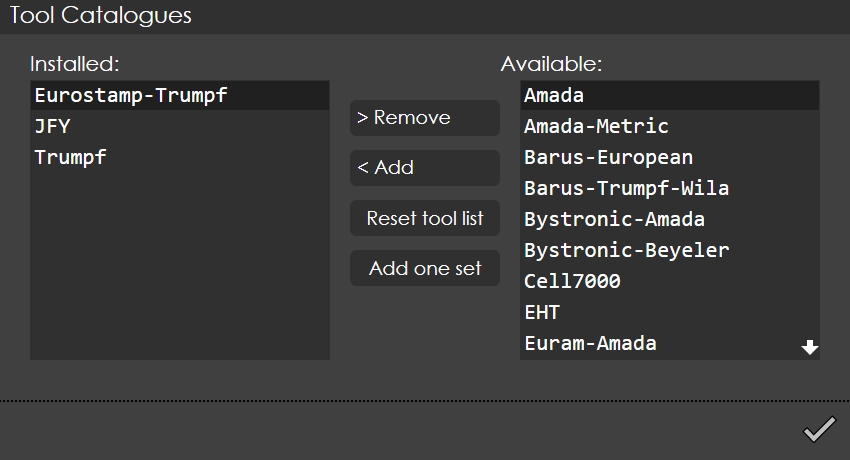 Tool Catalogues
Installed:
Eurostamp-Trumpf
JFY
Trumpf
> Remove
< Add
Reset tool list
Add one set
Available:
Amada
Amada-Metric
Barus-European
Barus-Trumpf-Wila
Bystronic-Amada
Bystronic-Beyeler
Cell7000
EHT
Euram-Amada